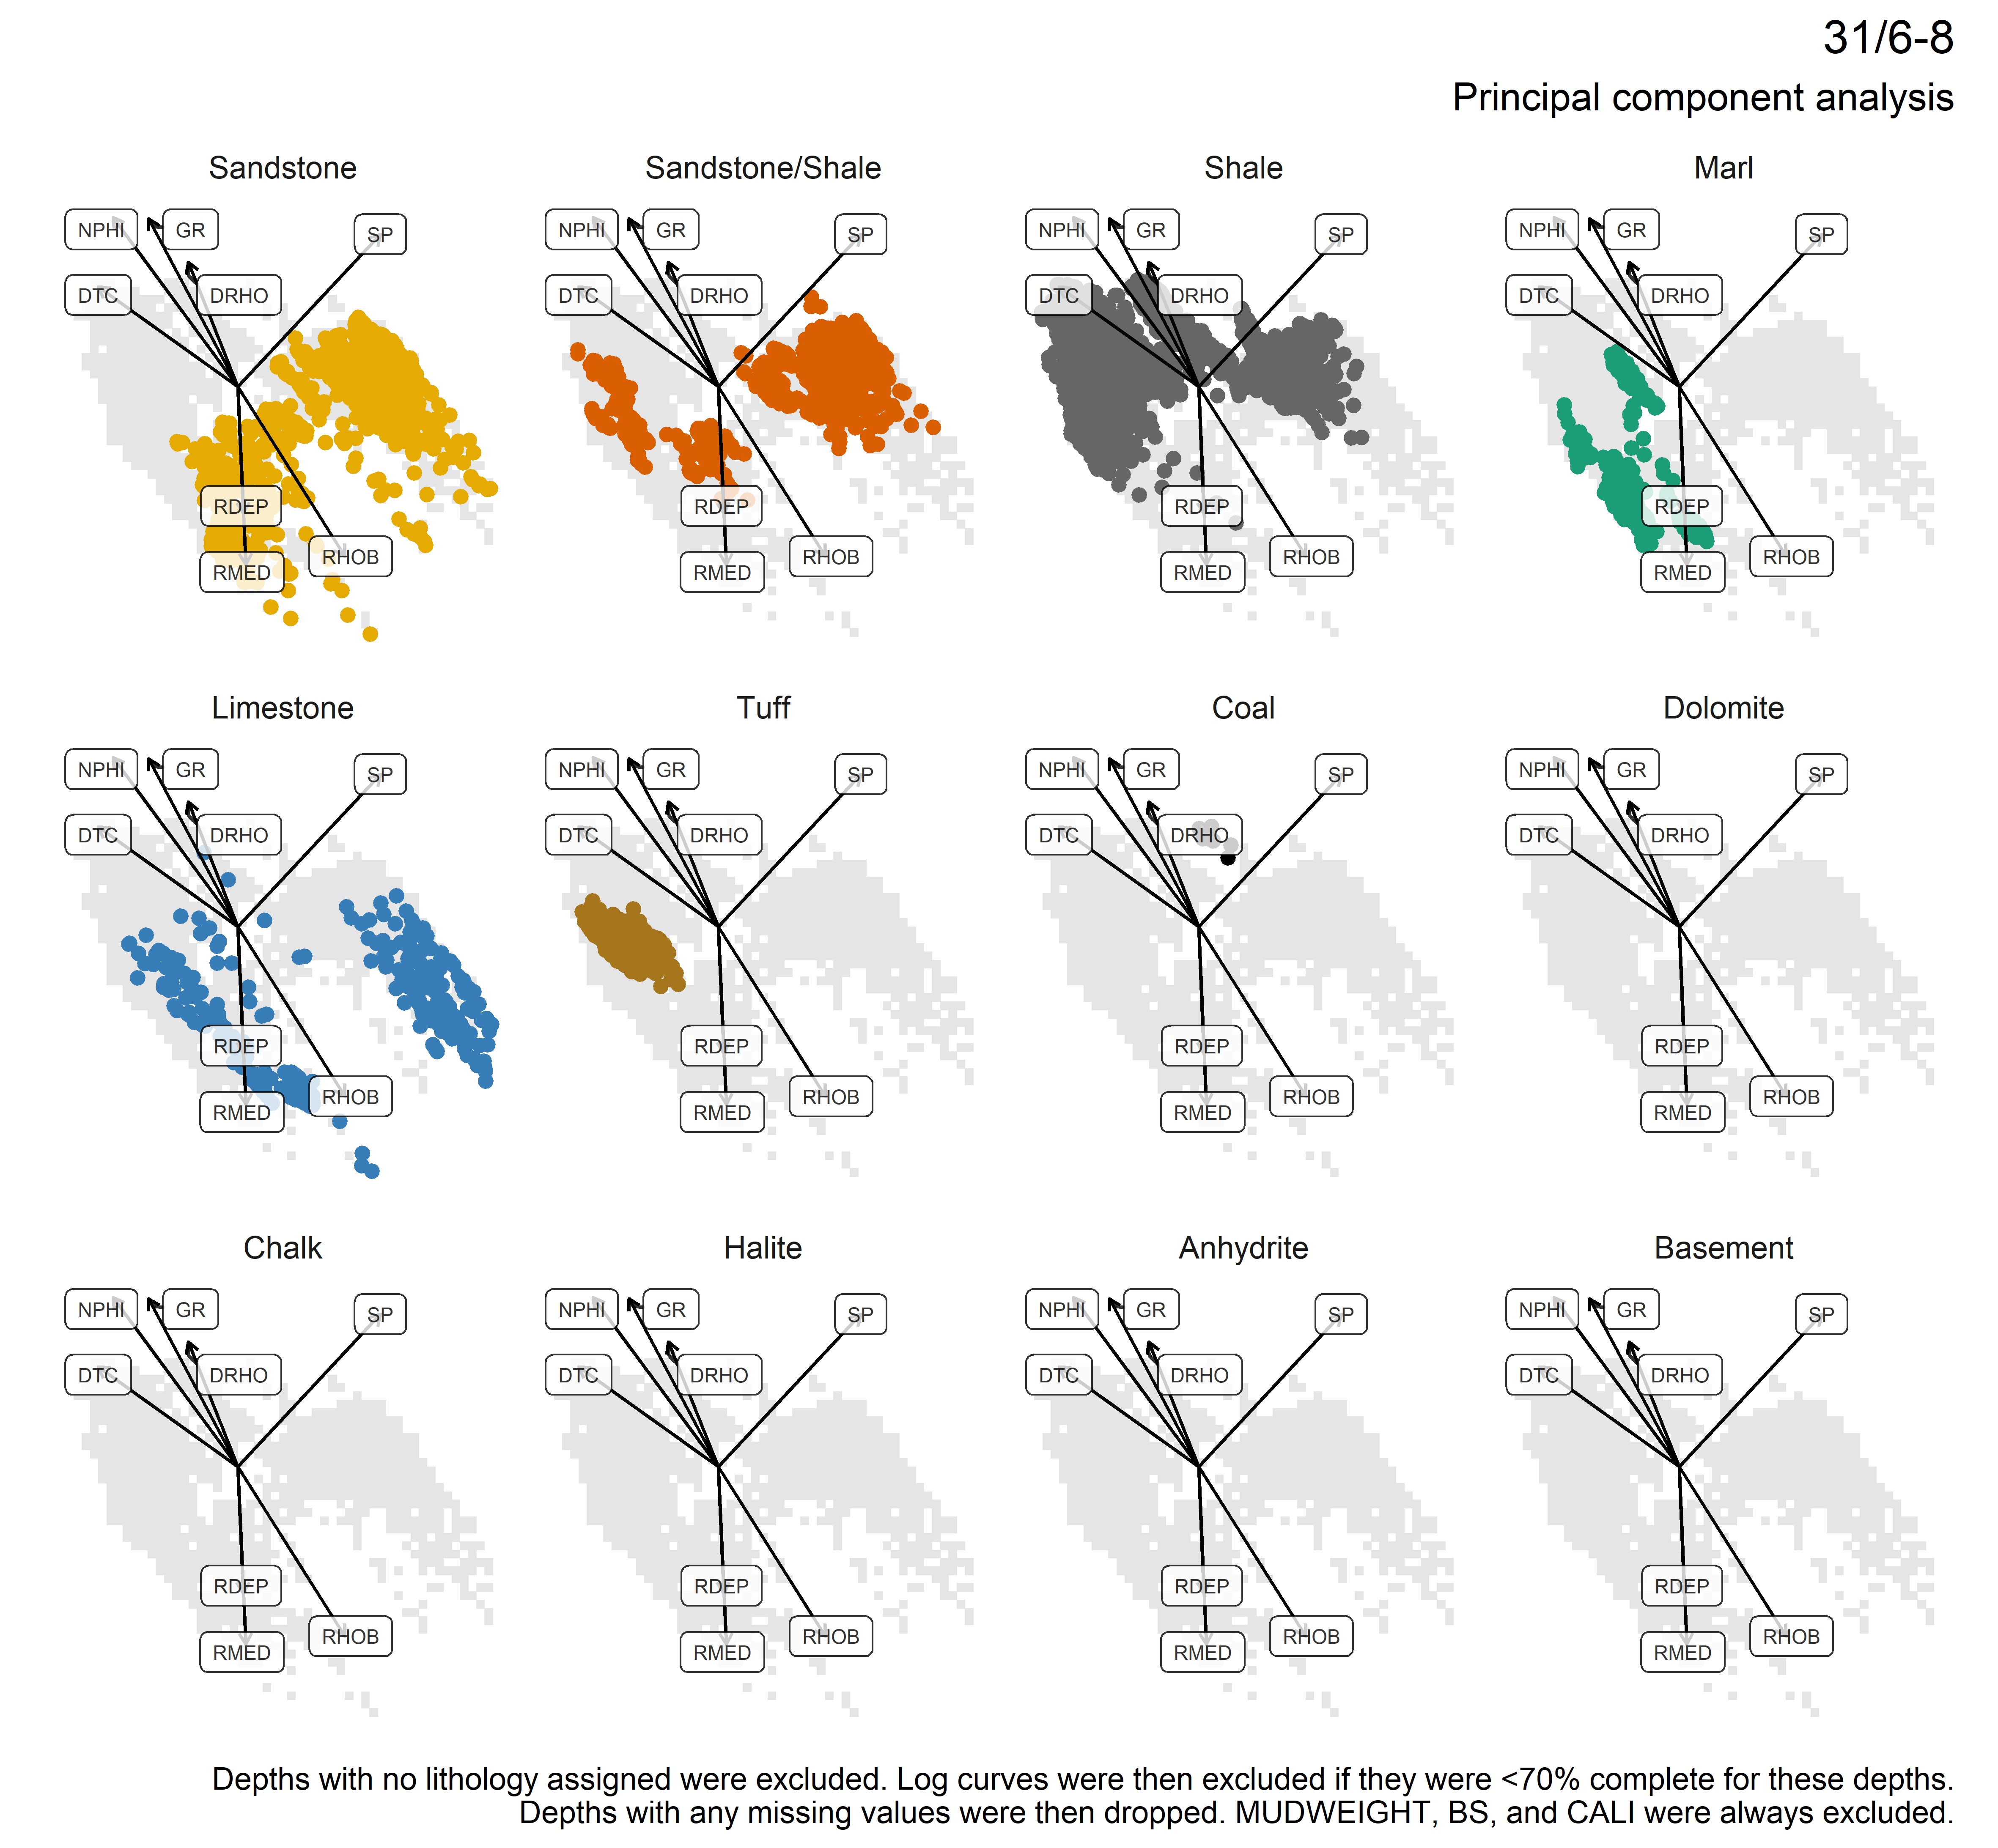 31/6-8
Principal component analysis
Sandstone
NPHI
GR
SP
DTC
DRHO
RDEP
RHOB
RMED
Sandstone/Shale
NPHI
GR
SP
DTC
DRHO
RDEP
RHOB
RMED
Shale
NPHI
GR
SP
DTC
DRHO
RDEP
RHOB
RMED
Marl
NPHI
GR
SP
DTC
DRHO
RDEP
RHOB
RMED
Limestone
NPHI
GR
SP
DTC
DRHO
RDEP
RHOB
RMED
Tuff
NPHI
GR
SP
DTC
DRHO
RDEP
RHOB
RMED
Coal
NPHI
GR
SP
DTC
DRHO
RDEP
RHOB
RMED
Dolomite
NPHI
GR
SP
DTC
DRHO
RDEP
RHOB
RMED
Chalk
NPHI
GR
SP
DTC
DRHO
RDEP
RHOB
RMED
Halite
NPHI
GR
SP
DTC
DRHO
RDEP
RHOB
RMED
Anhydrite
NPHI
GR
SP
DTC
DRHO
RDEP
RHOB
RMED
Basement
NPHI
GR
SP
DTC
DRHO
RDEP
RHOB
RMED
Depths with no lithology assigned were excluded. Log curves were then excluded if they were <70% complete for these depths.
Depths with any missing values were then dropped. MUDWEIGHT, BS, and CALI were always excluded.